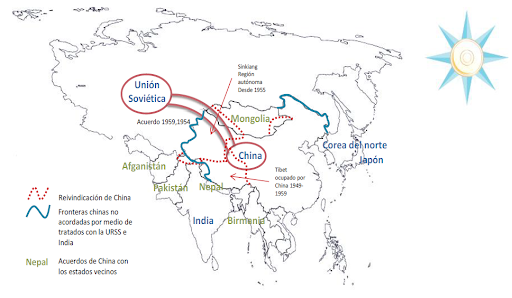 Sinkiang
Región
autónoma
Desde 1955
Unión
Soviética
Acuerdo 1959,1954
Mongolia
Corea del norte
Japón
China
Afganistán
Pakistán
Nepal
Tibet
ocupado por
China 1949-
1959
India
Birmania
Reivindicación de China
Fronteras chinas no
acordadas por medio de
tratados con la URSS e
India
Nepal
Acuerdos de China con
los estados vecinos